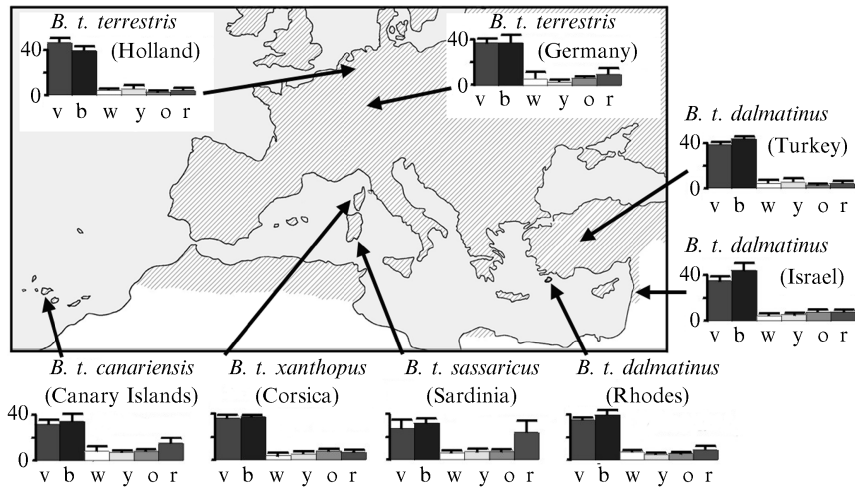 B. t. terrestris
(Holland)
40
0
v b w y o r
B. t. terrestris
(Germany)
40
0
v b w y o r
B. t. dalmatinus
(Turkey)
40
0
v b w y o r
B. t. dalmatinus
(Israel)
40
0
v b w y o r
B. t. canariensis
(Canary Islands)
40
0
v b w y o r
B. t. xanthopus
(Corsica)
v b w y o r
B. t. sassaricus
(Sardinia)
v b w y o r
B. t. dalmatinus
(Rhodes)
v b w y o r